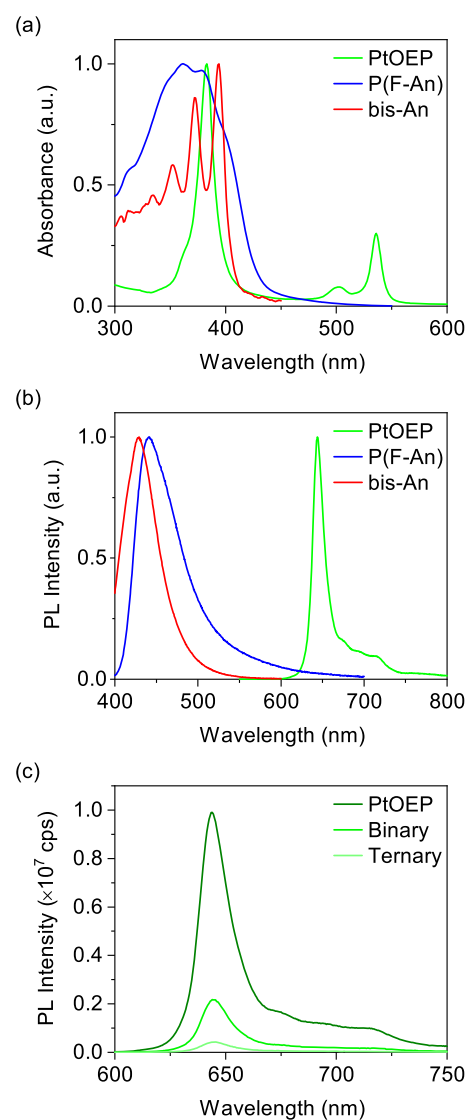 (a)
1.0
0.5
0.0
Absorbance (a.u.)
PtOEP
P(F-An)
bis-An
300 400 500 600
Wavelength (nm)
(b)
1.0
0.5
0.0
PL Intensity (a.u.)
PtOEP
P(F-An)
bis-An
400 500 600 700 800
Wavelength (nm)
(c)
1.0
0.8
0.6
0.4
0.2
0.0
PL Intensity (×10⁷ cps)
PtOEP
Binary
Ternary
600 650 700 750
Wavelength (nm)